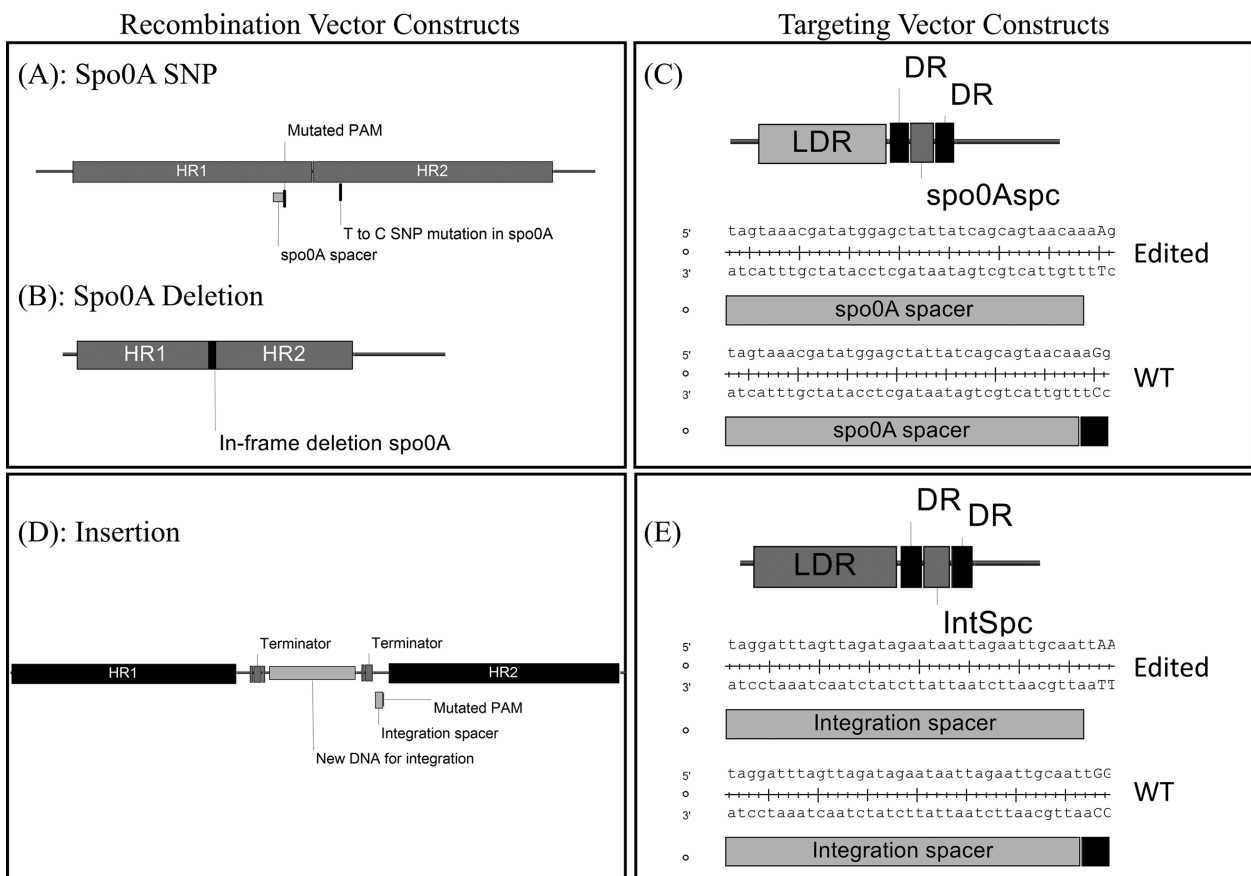 Recombination Vector Constructs
Targeting Vector Constructs
(A): Spo0A SNP
Mutated PAM
HR1
HR2
T to C SNP mutation in spo0A
spo0A spacer
(B): Spo0A Deletion
HR1
HR2
In-frame deletion spo0A
(C)
DR
DR
LDR
spo0Aspc
5' tagtaaacgatatggagctattatcagcagtaacaaaAg
3' atcatttgctatacctcgataatagtcgtcattgtttTc
Edited
spo0A spacer
5' tagtaaacgatatggagctattatcagcagtaacaaaGg
3' atcatttgctatacctcgataatagtcgtcattgtttCc
WT
spo0A spacer
(D): Insertion
Terminator
Terminator
HR1
HR2
Mutated PAM
Integration spacer
New DNA for integration
(E)
DR
DR
LDR
IntSpc
5' taggatttagttagatagaataattagaattgcaattAA
3' atcctaaatcaatctatcttattaatcttaacgttaaTT
Edited
Integration spacer
5' taggatttagttagatagaataattagaattgcaattGG
3' atcctaaatcaatctatcttattaatcttaacgttaaCC
WT
Integration spacer